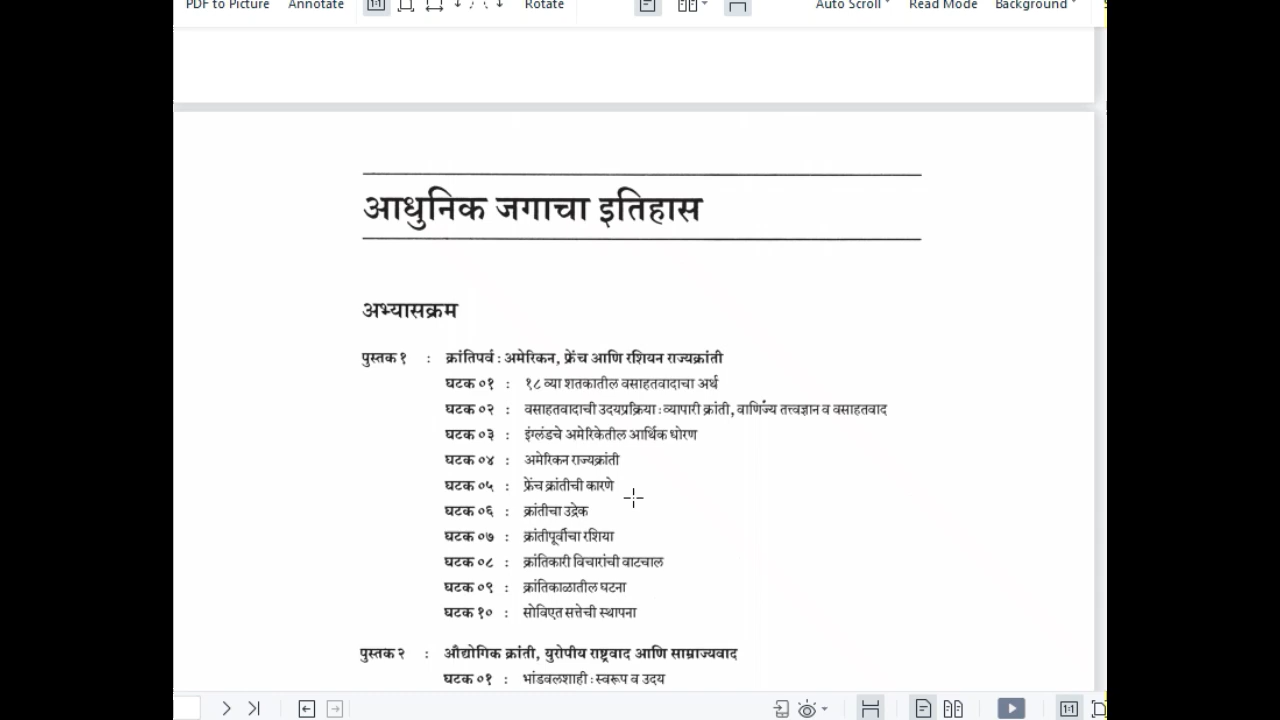 PDF to Picture Annotate Rotate Auto Scroll Read Mode Background
आधुनिक जगाचा इतिहास
अभ्यासक्रम
पुस्तक १ : क्रांतिपर्व : अमेरिकन, फ्रेंच आणि रशियन राज्यक्रांती
घटक ०१ : १८ व्या शतकातील वसाहतवादाचा अर्थ
घटक ०२ : वसाहतवादाची उदयप्रक्रिया : व्यापारी क्रांती, वाणिज्य तत्त्वज्ञान व वसाहतवाद
घटक ०३ : इंग्लंडचे अमेरिकेतील आर्थिक धोरण
घटक ०४ : अमेरिकन राज्यक्रांती
घटक ०५ : फ्रेंच क्रांतीची कारणे
घटक ०६ : क्रांतीचा उद्रेक
घटक ०७ : क्रांतीपूर्वीचा रशिया
घटक ०८ : क्रांतिकारी विचारांची वाटचाल
घटक ०९ : क्रांतिकाळातील घटना
घटक १० : सोविएत सत्तेची स्थापना
पुस्तक २ : औद्योगिक क्रांती, युरोपीय राष्ट्रवाद आणि साम्राज्यवाद
घटक ०१ : भांडवलशाही : स्वरूप व उदय